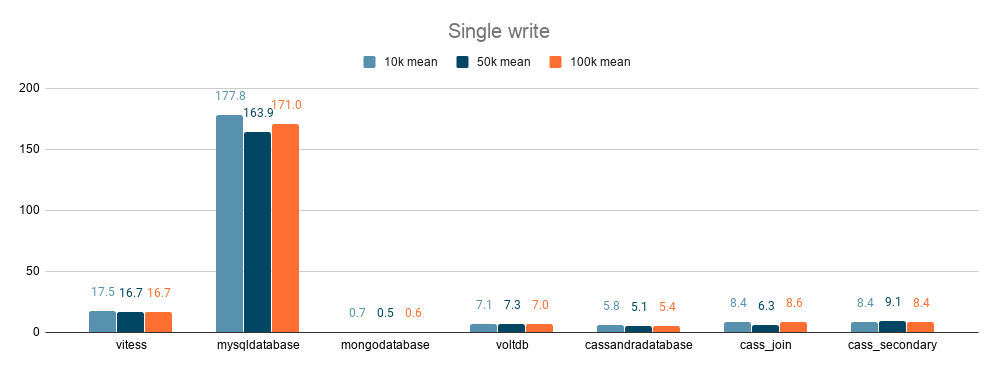 Single write
10k mean 50k mean 100k mean
200
150
100
50
0
17.5 16.7 16.7
177.8 163.9 171.0
0.7 0.5 0.6
7.1 7.3 7.0
5.8 5.1 5.4
8.4 6.3 8.6
8.4 9.1 8.4
vitess mysqldatabase mongodatabase voltdb cassandradatabase cass_join cass_secondary